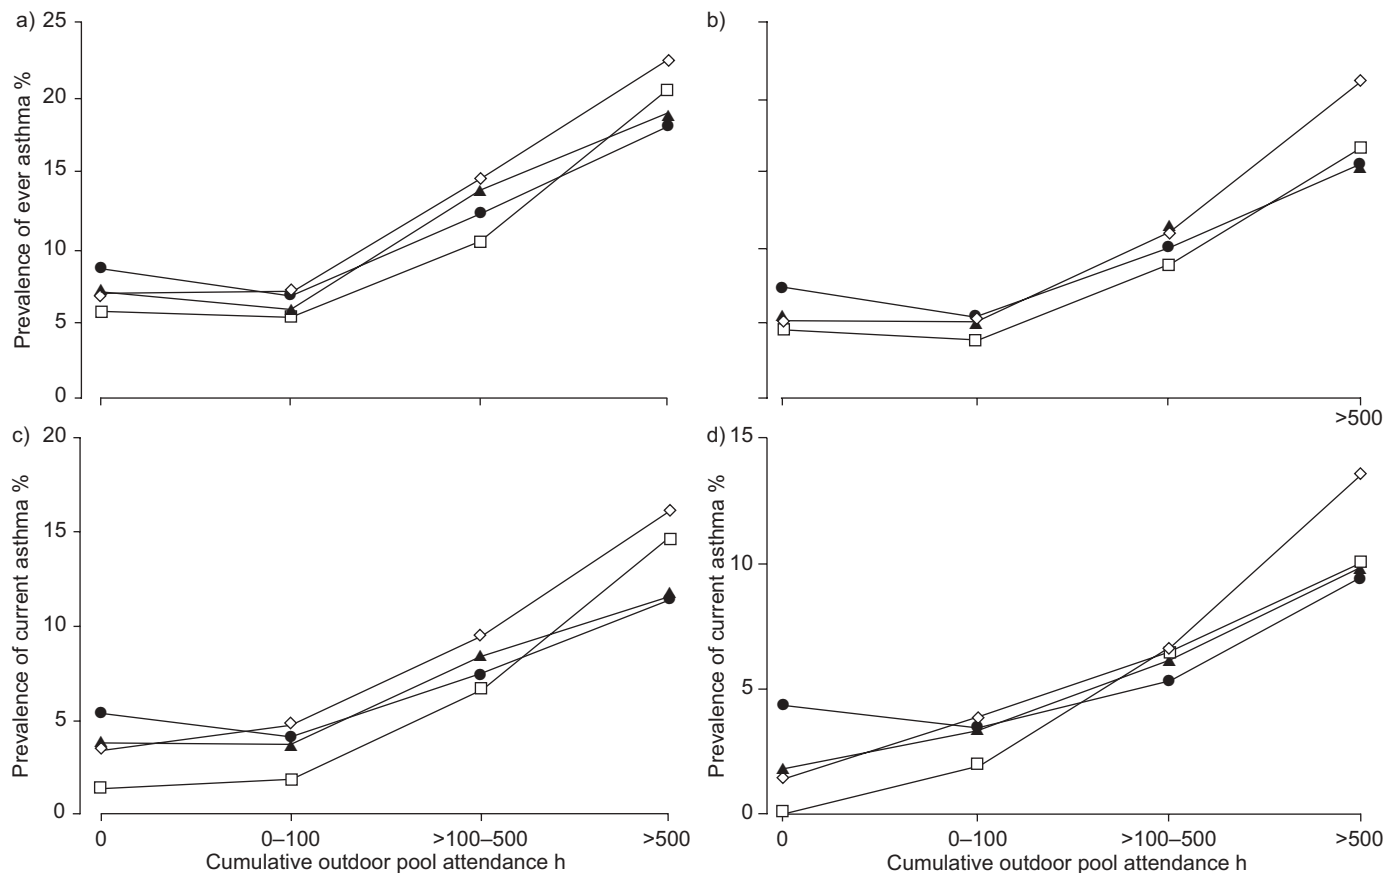 a)
25
20
15
10
5
0
Prevalence of ever asthma %
b)
>500
c)
20
15
10
5
0
Prevalence of current asthma %
0
0–100
>100–500
>500
Cumulative outdoor pool attendance h
d)
15
10
5
0
Prevalence of current asthma %
0
0–100
>100–500
>500
Cumulative outdoor pool attendance h